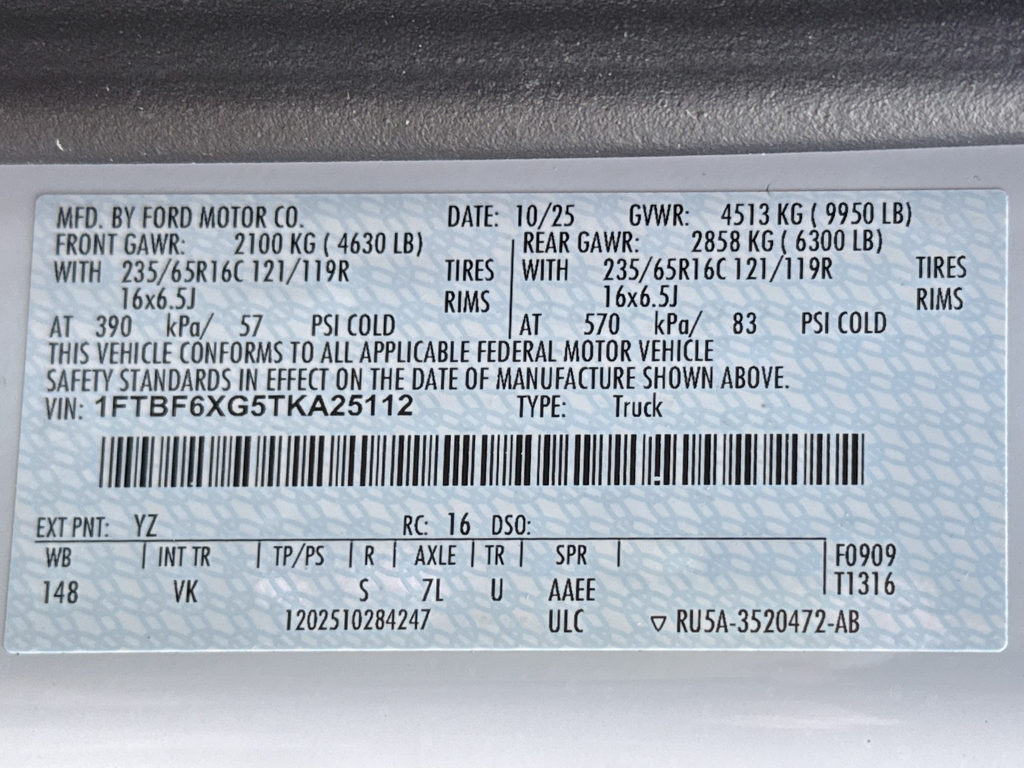 MFD. BY FORD MOTOR CO. DATE: 10/25 GVWR: 4513 KG ( 9950 LB)
FRONT GAWR: 2100 KG ( 4630 LB) REAR GAWR: 2858 KG ( 6300 LB)
WITH 235/65R16C 121/119R TIRES WITH 235/65R16C 121/119R TIRES
16x6.5J RIMS 16x6.5J RIMS
AT 390 kPa/ 57 PSI COLD AT 570 kPa/ 83 PSI COLD
THIS VEHICLE CONFORMS TO ALL APPLICABLE FEDERAL MOTOR VEHICLE
SAFETY STANDARDS IN EFFECT ON THE DATE OF MANUFACTURE SHOWN ABOVE.
VIN: 1FTBF6XG5TKA25112 TYPE: Truck
EXT PNT: YZ RC: 16 DSO:
WB INT TR TP/PS R AXLE TR SPR F0909
148 VK S 7L U AAEE T1316
1202510284247 ULC ▽ RU5A-3520472-AB